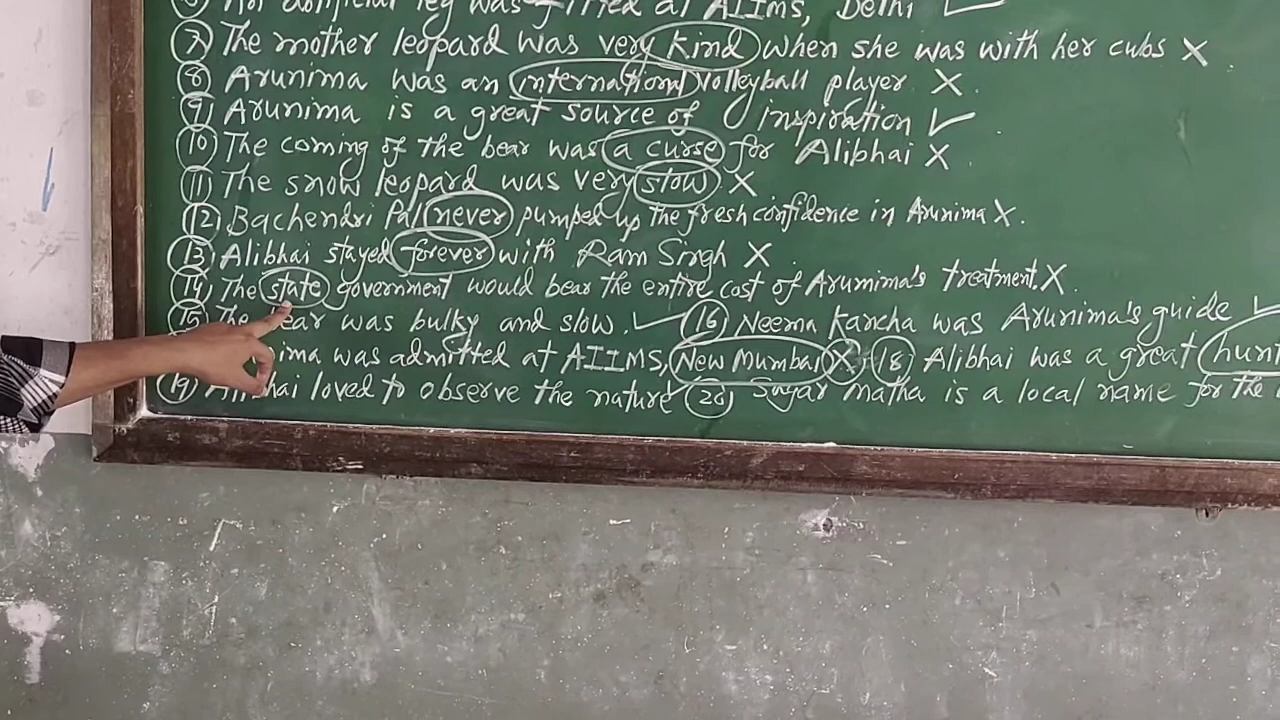 artificial leg was fitted at AIIMS, Delhi ✓
(7) The mother leopard was very kind when she was with her cubs X
(8) Arunima was an international volleyball player X.
(9) Arunima is a great source of inspiration ✓
(10) The coming of the bear was a curse for Alibhai X
(11) The snow leopard was very slow X
(12) Bachendri Pal never pumped up the fresh confidence in Arunima X.
(13) Alibhai stayed forever with Ram Singh X
(14) The state government would bear the entire cost of Arunima's treatment. X.
(15) The ear was bulky and slow. ✓ (16) Neema Kancha was Arunima's guide ✓
ima was admitted at AIIMS, New Mumbai X (18) Alibhai was a great hunt
(19) Ali hai loved to observe the nature ✓ (20) Sagar Matha is a local name for the